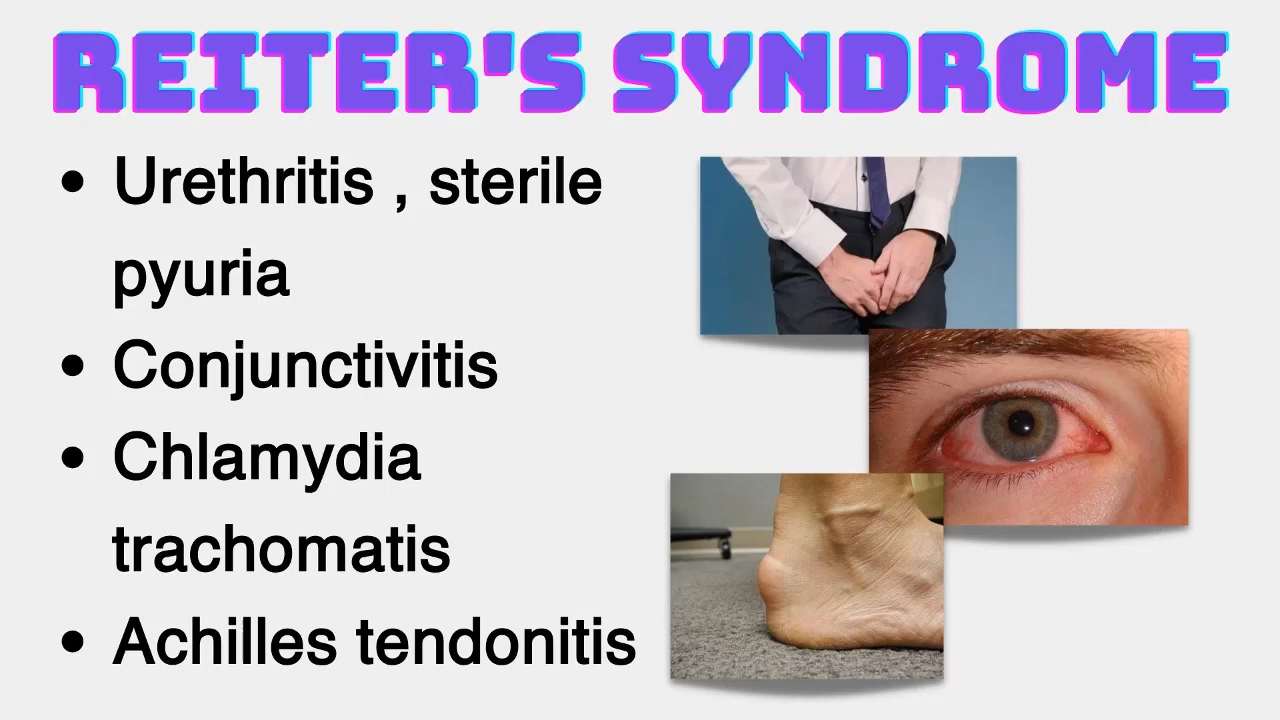 REITER'S SYNDROME
• Urethritis , sterile
pyuria
• Conjunctivitis
• Chlamydia
trachomatis
• Achilles tendonitis